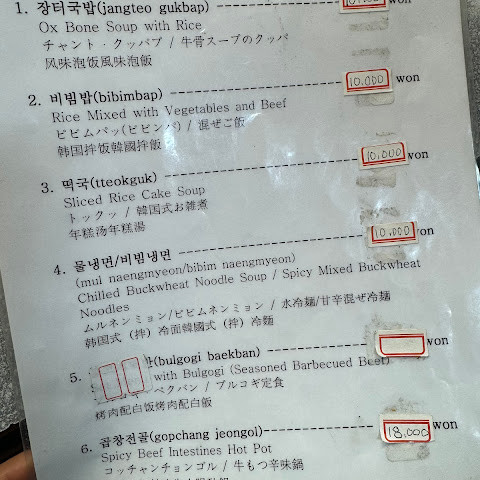 1. 장터국밥(jangteo gukbap)---------------- won
Ox Bone Soup with Rice
チャント・クッパプ / 牛骨スープのクッパ
风味泡饭風味泡飯
2. 비빔밥(bibimbap)------------------------ 10,000 won
Rice Mixed with Vegetables and Beef
ビビムパッ(ビビンバ) / 混ぜご飯
韩国拌饭韓國拌飯
3. 떡국(tteokguk)-------------------------- 10,000 won
Sliced Rice Cake Soup
トックッ / 韓国式お雑煮
年糕汤年糕湯
4. 물냉면/비빔냉면------------------------- 10,000 won
(mul naengmyeon/bibim naengmyeon)
Chilled Buckwheat Noodle Soup / Spicy Mixed Buckwheat
Noodles
ムルネンミョン/ビビムネンミョン / 水冷麺/甘辛混ぜ冷麺
韩国式 (拌) 冷面韓國式 (拌) 冷麵
5. (bulgogi baekban)-------------- won
with Bulgogi (Seasoned Barbecued Beef)
ペクパン / プルコギ定食
烤肉配白饭烤肉配白飯
6. 곱창전골(gopchang jeongol)-------------- 18,000 won
Spicy Beef Intestines Hot Pot
コッチャンチョンゴル / 牛もつ辛味鍋